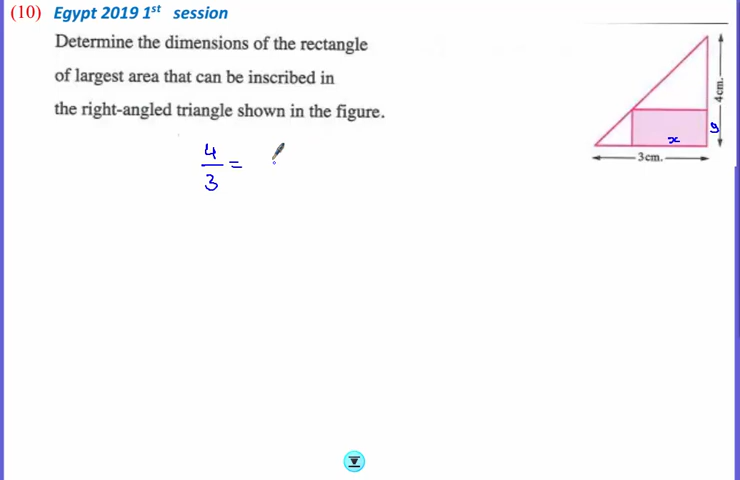 (10) Egypt 2019 1st session
Determine the dimensions of the rectangle
of largest area that can be inscribed in
the right-angled triangle shown in the figure.
4cm.
y
x
3cm.
4/3 =